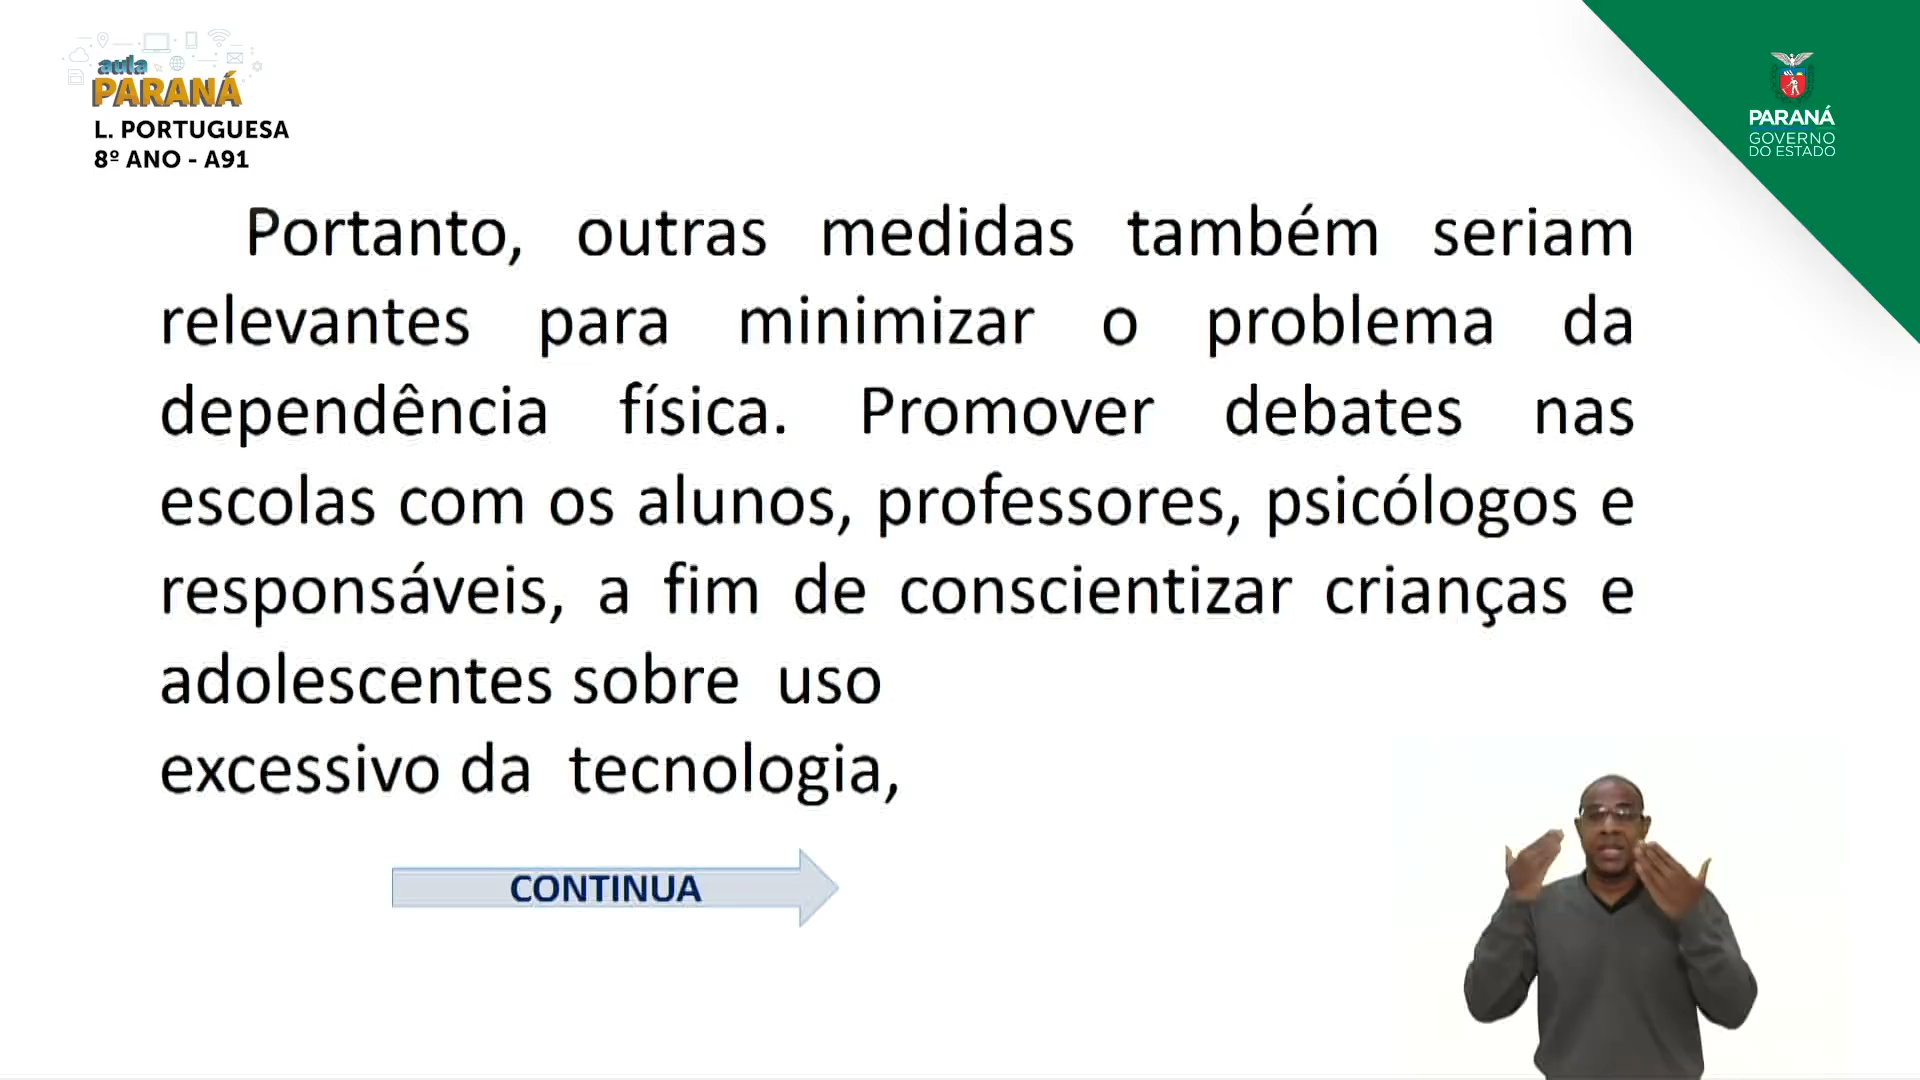 aula
PARANÁ
L. PORTUGUESA
8º ANO - A91
PARANÁ
GOVERNO
DO ESTADO
Portanto, outras medidas também seriam
relevantes para minimizar o problema da
dependência física. Promover debates nas
escolas com os alunos, professores, psicólogos e
responsáveis, a fim de conscientizar crianças e
adolescentes sobre uso
excessivo da tecnologia,
CONTINUA